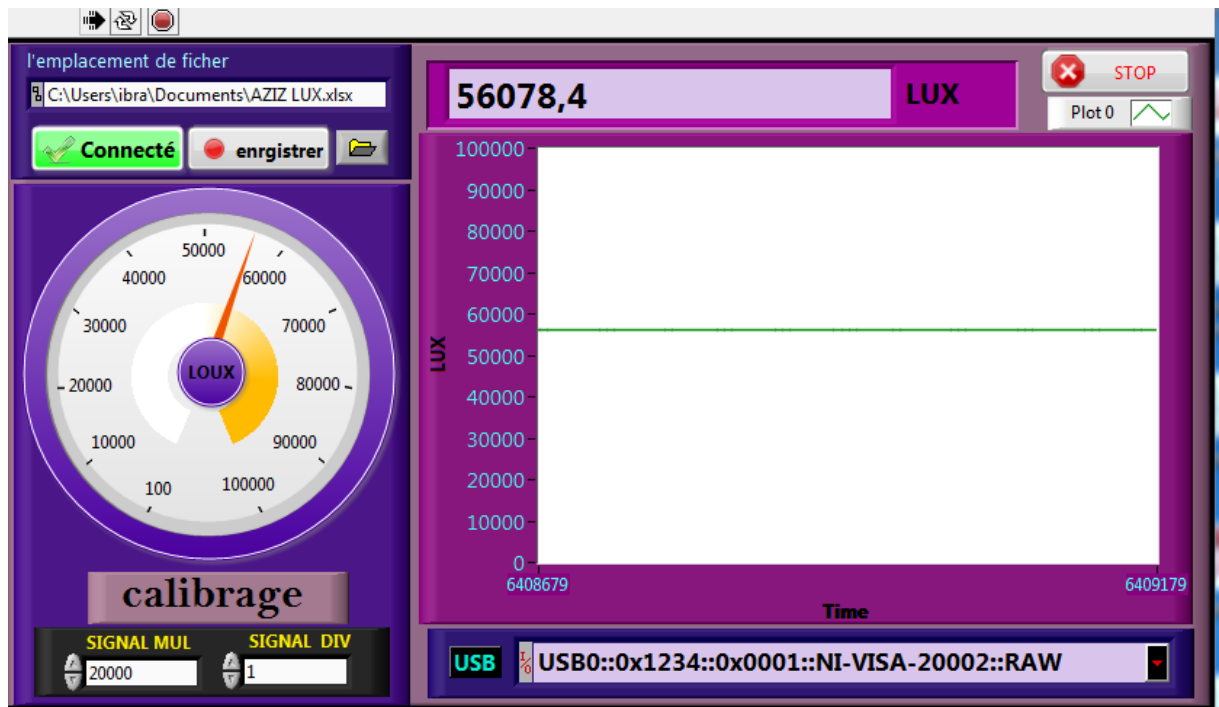 l'emplacement de ficher
C:\Users\ibra\Documents\AZIZ LUX.xlsx
Connecté
enrgistrer
56078,4
LUX
STOP
Plot 0
50000
40000
60000
30000
70000
20000
80000
10000
90000
100
100000
LOUX
calibrage
SIGNAL MUL
SIGNAL DIV
20000
1
100000
90000
80000
70000
60000
50000
40000
30000
20000
10000
0
LUX
6408679
6409179
Time
USB
I/O
USB0::0x1234::0x0001::NI-VISA-20002::RAW